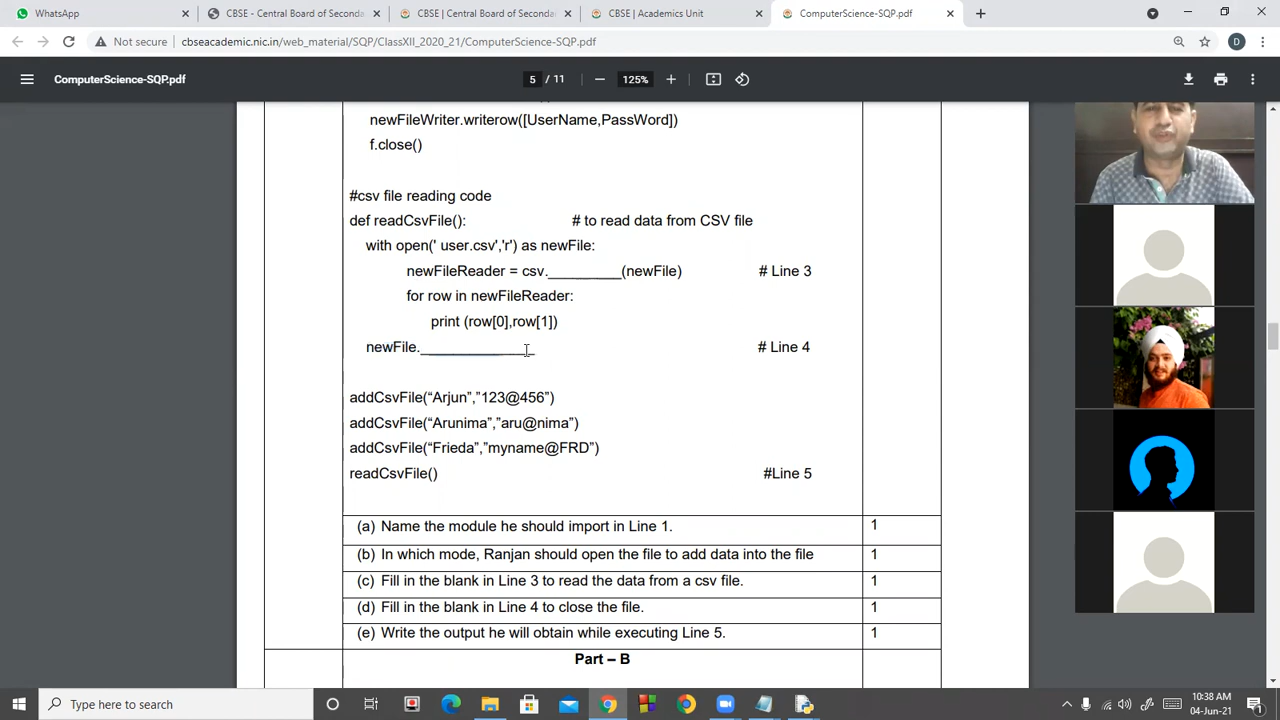 WhatsApp
CBSE - Central Board of Seconda
CBSE | Central Board of Seconda
CBSE | Academics Unit
ComputerScience-SQP.pdf
Not secure
cbseacademic.nic.in/web_material/SQP/ClassXII_2020_21/ComputerScience-SQP.pdf
D
ComputerScience-SQP.pdf
5 / 11
125%
newFileWriter.writerow([UserName,PassWord])
f.close()
#csv file reading code
def readCsvFile(): # to read data from CSV file
with open(' user.csv','r') as newFile:
newFileReader = csv._________(newFile) # Line 3
for row in newFileReader:
print (row[0],row[1])
newFile.______________ # Line 4
addCsvFile(“Arjun”,”123@456”)
addCsvFile(“Arunima”,”aru@nima”)
addCsvFile(“Frieda”,”myname@FRD”)
readCsvFile() #Line 5
(a) Name the module he should import in Line 1. 1
(b) In which mode, Ranjan should open the file to add data into the file 1
(c) Fill in the blank in Line 3 to read the data from a csv file. 1
(d) Fill in the blank in Line 4 to close the file. 1
(e) Write the output he will obtain while executing Line 5. 1
Part – B
Type here to search
10:38 AM
04-Jun-21